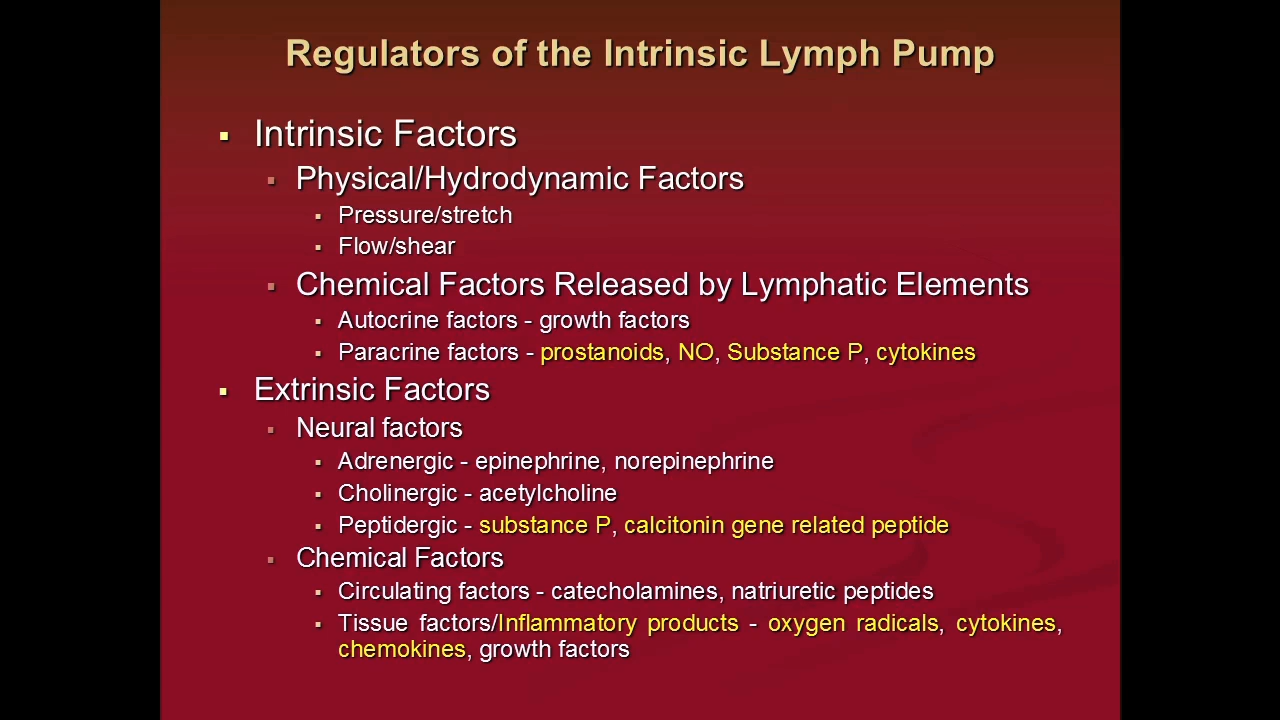 Regulators of the Intrinsic Lymph Pump
Intrinsic Factors
Physical/Hydrodynamic Factors
Pressure/stretch
Flow/shear
Chemical Factors Released by Lymphatic Elements
Autocrine factors - growth factors
Paracrine factors - prostanoids, NO, Substance P, cytokines
Extrinsic Factors
Neural factors
Adrenergic - epinephrine, norepinephrine
Cholinergic - acetylcholine
Peptidergic - substance P, calcitonin gene related peptide
Chemical Factors
Circulating factors - catecholamines, natriuretic peptides
Tissue factors/Inflammatory products - oxygen radicals, cytokines,
chemokines, growth factors